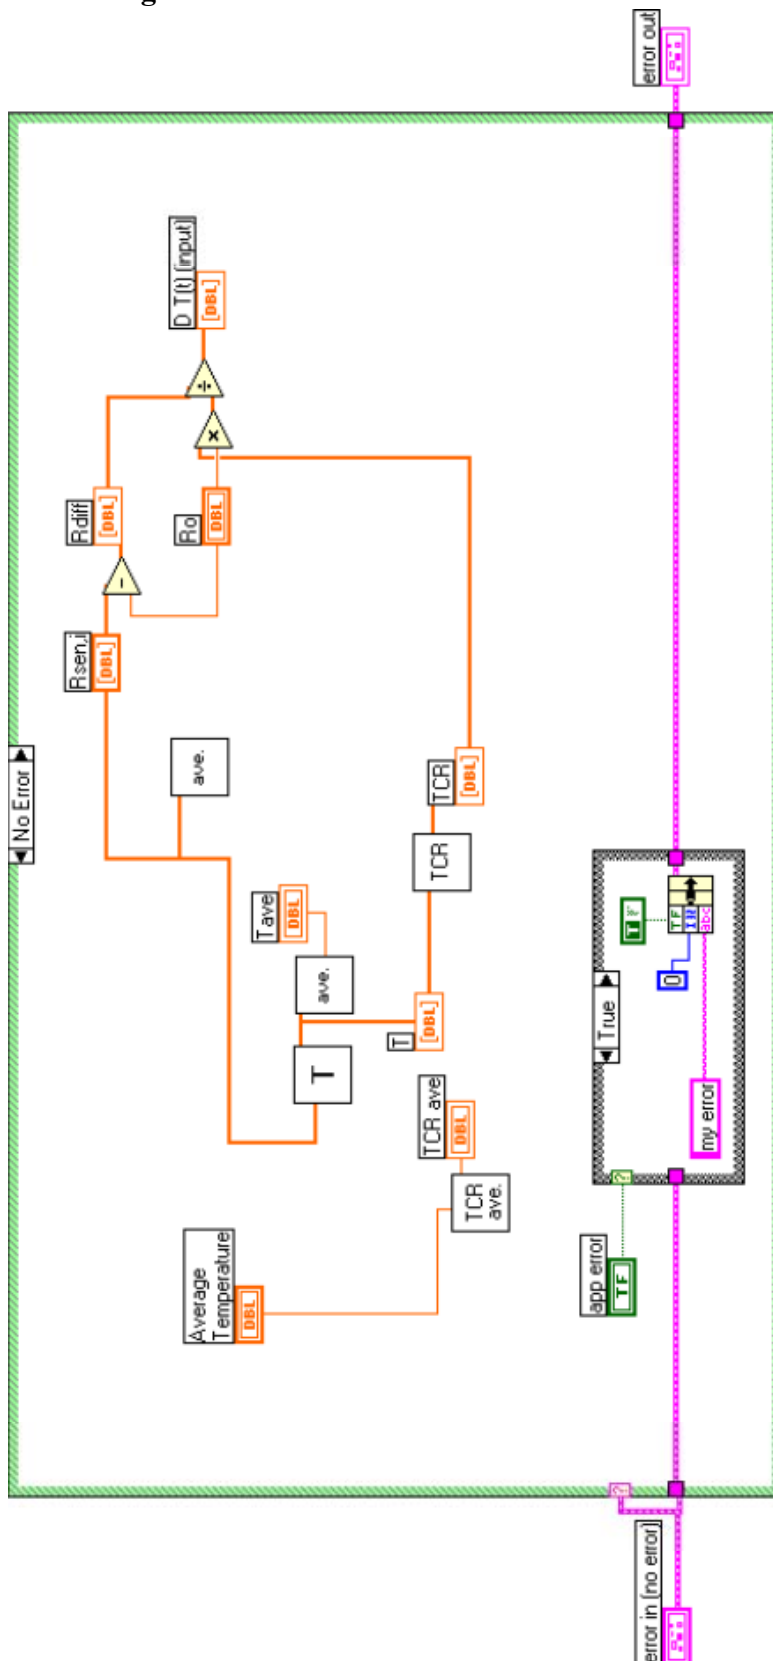 No Error
error in (no error)
error out
Average
Temperature
DBL
TCR
ave.
TCR ave
DBL
T
T
[DBL]
ave.
Tave
DBL
ave.
TCR
TCR
[DBL]
Rsen,i
[DBL]
Rdiff
[DBL]
Ro
DBL
D T(t) (input)
[DBL]
app error
TF
True
my error
0
T
TF
abc